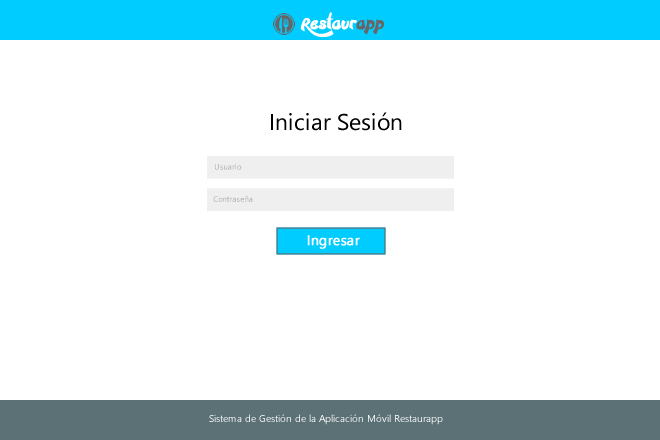 Restaurapp
Iniciar Sesión
Usuario
Contraseña
Ingresar
Sistema de Gestión de la Aplicación Móvil Restaurapp